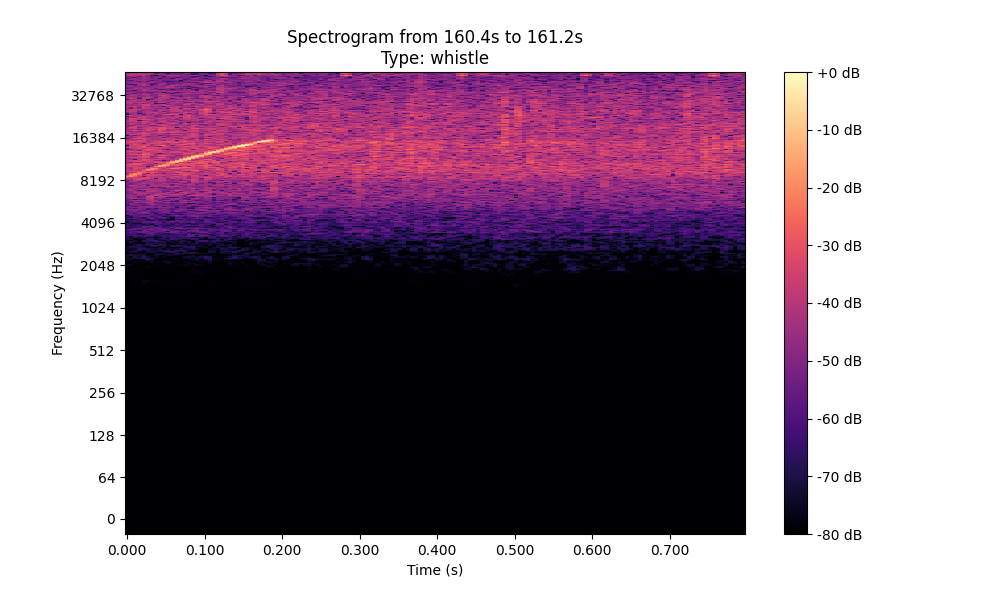 Spectrogram from 160.4s to 161.2s
Type: whistle
Frequency (Hz)
32768
16384
8192
4096
2048
1024
512
256
128
64
0
0.000 0.100 0.200 0.300 0.400 0.500 0.600 0.700
Time (s)
+0 dB
-10 dB
-20 dB
-30 dB
-40 dB
-50 dB
-60 dB
-70 dB
-80 dB